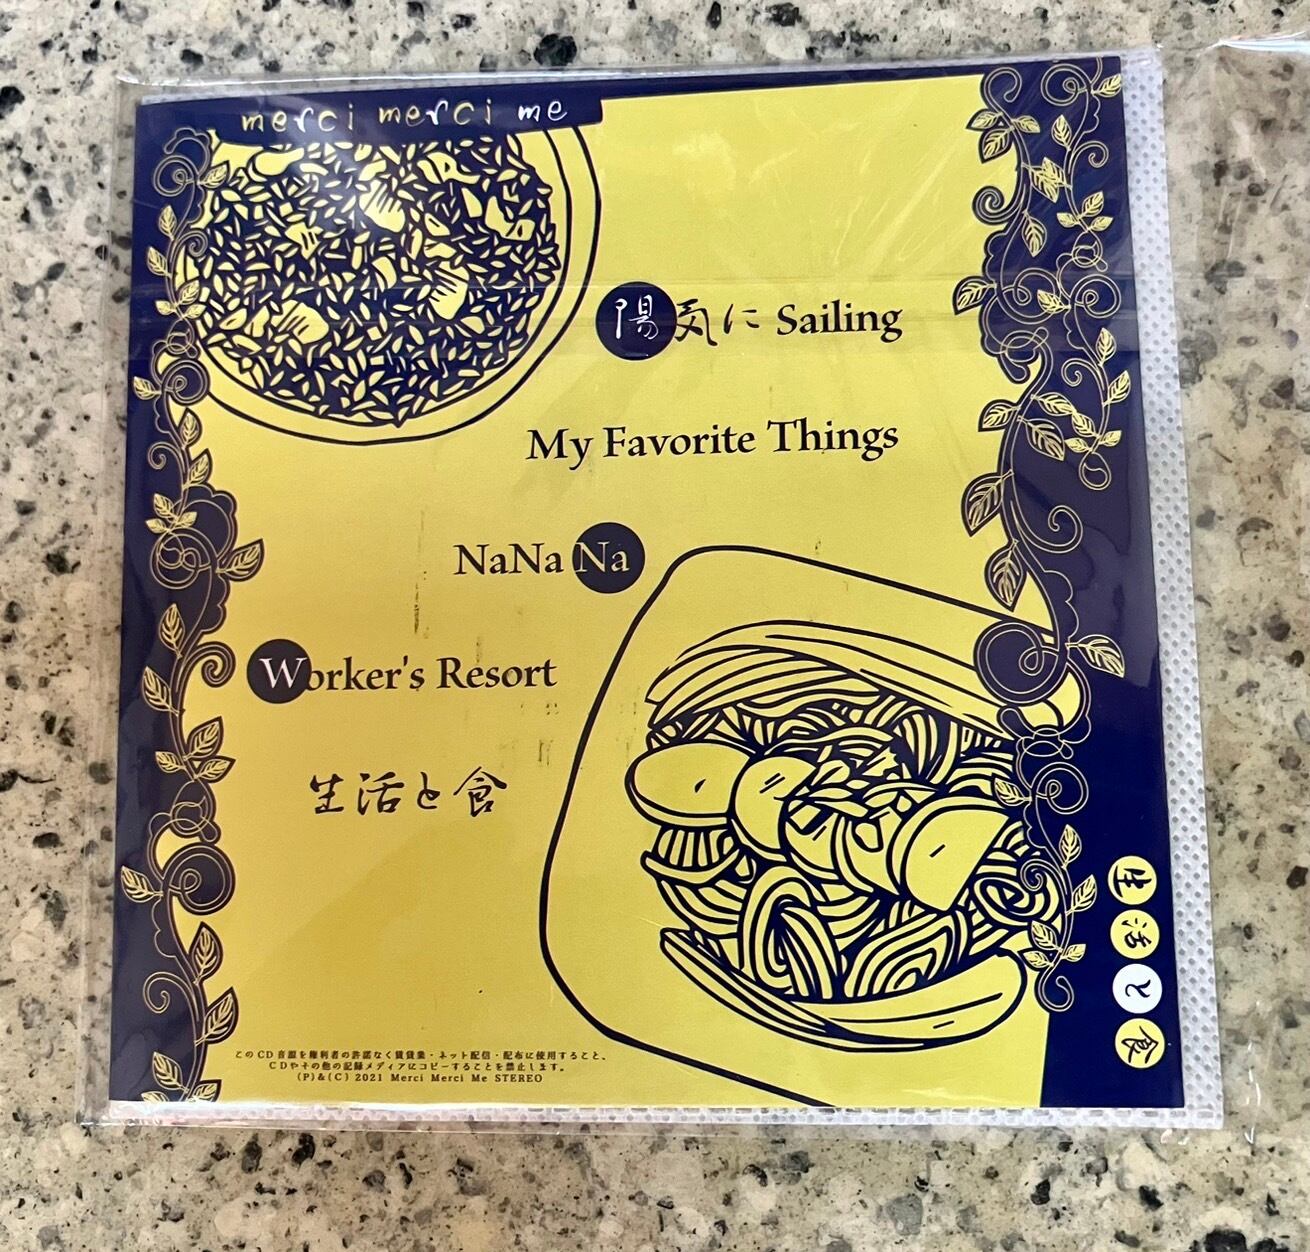 merci merci me
陽気に Sailing
My Favorite Things
NaNa Na
Worker's Resort
生活と食
生活と食
このCD音源を権利者の許諾なく賃貸業・ネット配信・配布に使用すること、
CDやその他の記録メディアにコピーすることを禁止します。
(P)&(C) 2021 Merci Merci Me STEREO